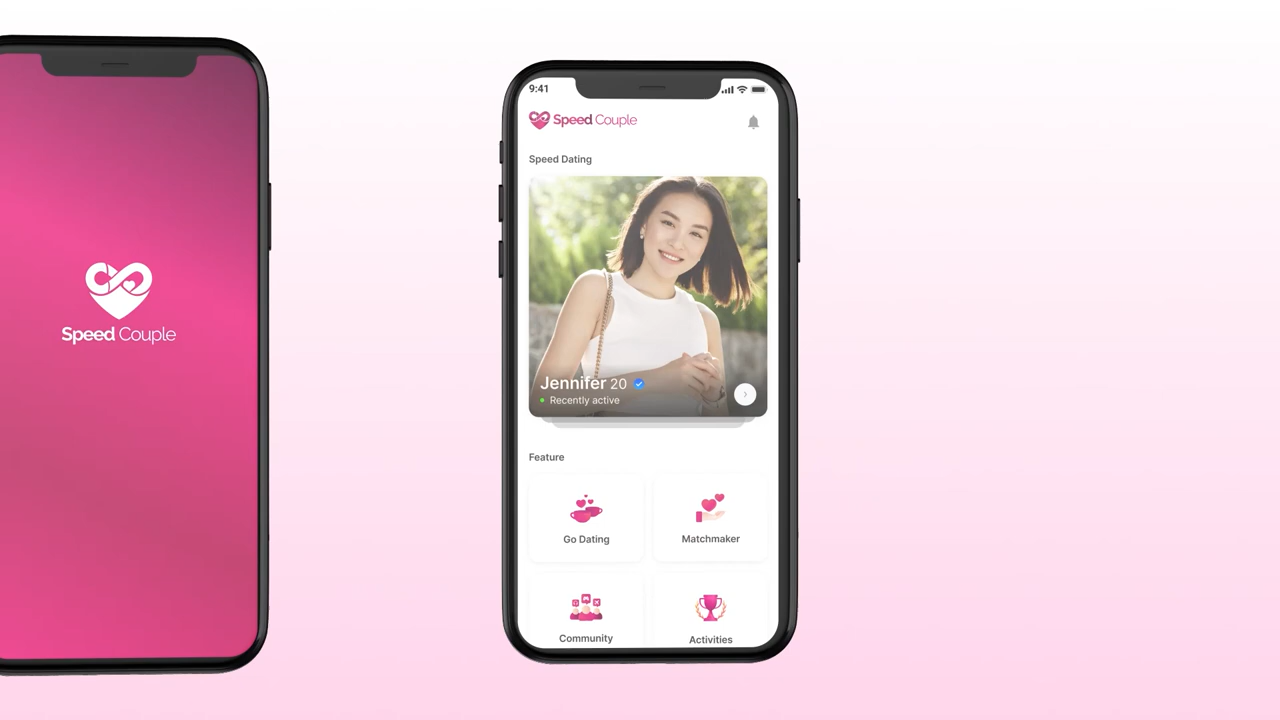 Speed Couple
9:41
Speed Couple
Speed Dating
Jennifer 20
Recently active
Feature
Go Dating
Matchmaker
Community
Activities